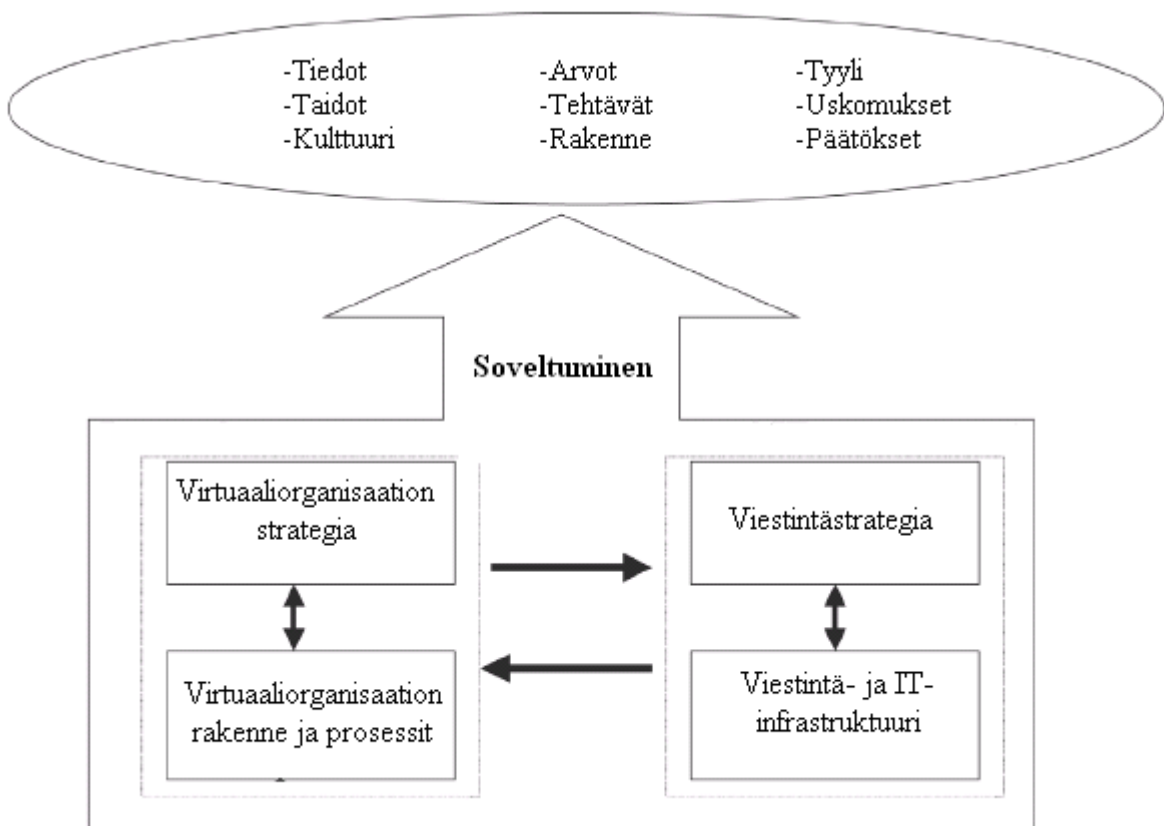 -Tiedot -Arvot -Tyyli
-Taidot -Tehtävät -Uskomukset
-Kulttuuri -Rakenne -Päätökset
Soveltuminen
Virtuaaliorganisaation
strategia
Viestintästrategia
Virtuaaliorganisaation
rakenne ja prosessit
Viestintä- ja IT-
infrastruktuuri